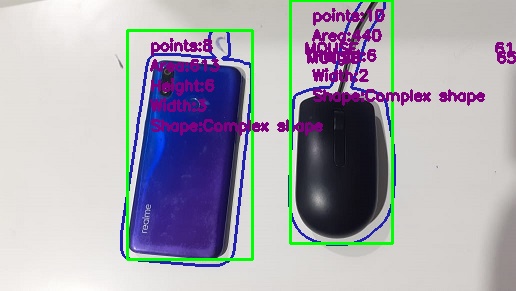 points:8
Area:613
Height:6
Width:3
Shape:Complex shape
realme
points:10
Area:440
MOUSE
Width:2
Shape:Complex shape
61
65